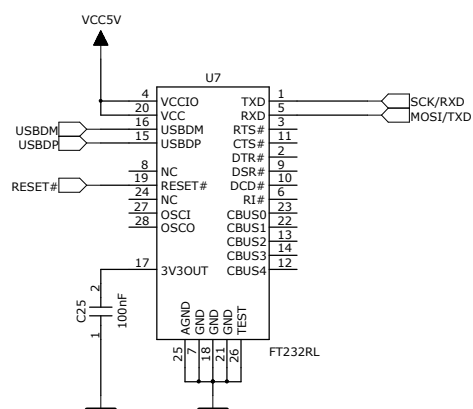 VCC5V
U7
4 VCCIO TXD 1 SCK/RXD
20 VCC RXD 5 MOSI/TXD
USBDM 16 USBDM RTS# 3
USBDP 15 USBDP CTS# 11
DTR# 2
8 NC DSR# 9
RESET# 19 RESET# DCD# 10
24 NC RI# 6
27 OSCI CBUS0 23
28 OSCO CBUS1 22
CBUS2 13
CBUS3 14
17 3V3OUT CBUS4 12
2
C25
100nF
1
AGND
GND
GND
GND
TEST
25
7
18
21
26
FT232RL